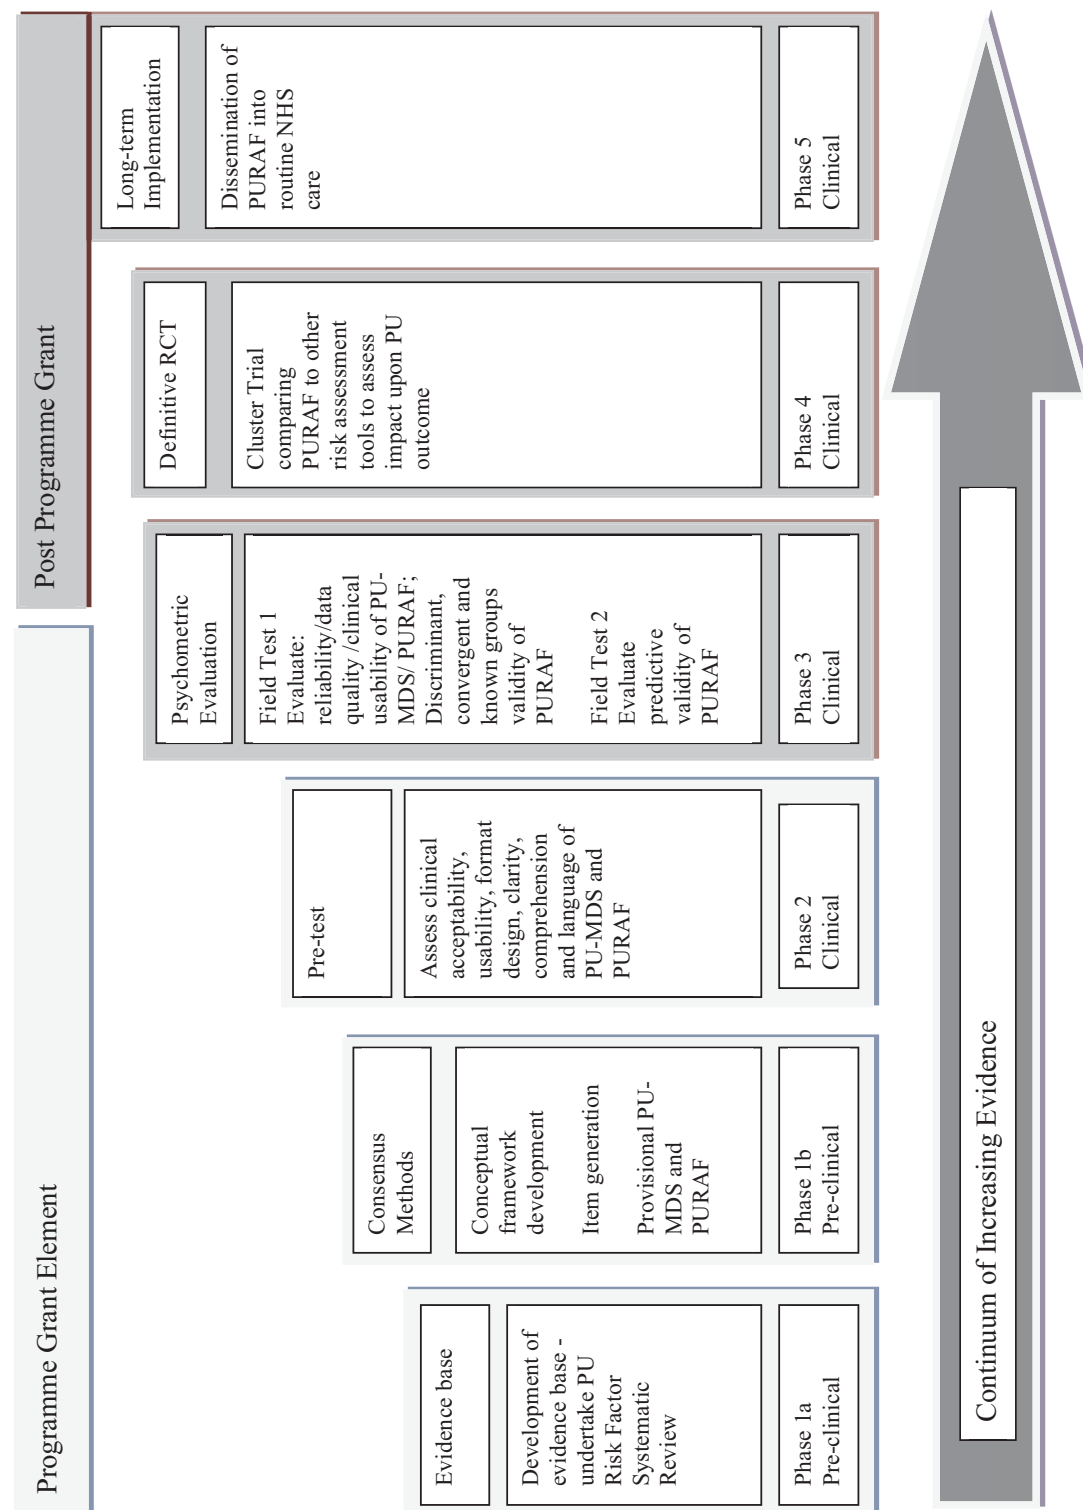 Programme Grant Element
Post Programme Grant
Evidence base
Development of
evidence base -
undertake PU
Risk Factor
Systematic
Review
Phase 1a
Pre-clinical
Consensus
Methods
Conceptual
framework
development
Item generation
Provisional PU-
MDS and
PURAF
Phase 1b
Pre-clinical
Pre-test
Assess clinical
acceptability,
usability, format
design, clarity,
comprehension
and language of
PU-MDS and
PURAF
Phase 2
Clinical
Psychometric
Evaluation
Field Test 1
Evaluate:
reliability/data
quality /clinical
usability of PU-
MDS/ PURAF;
Discriminant,
convergent and
known groups
validity of
PURAF
Field Test 2
Evaluate
predictive
validity of
PURAF
Phase 3
Clinical
Definitive RCT
Cluster Trial
comparing
PURAF to other
risk assessment
tools to assess
impact upon PU
outcome
Phase 4
Clinical
Long-term
Implementation
Dissemination of
PURAF into
routine NHS
care
Phase 5
Clinical
Continuum of Increasing Evidence